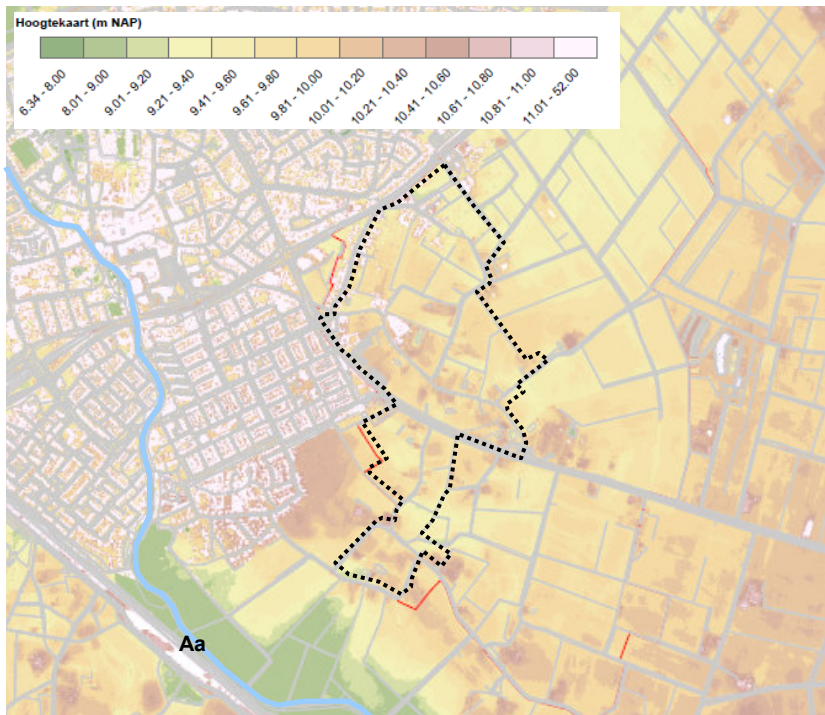 Hoogtekaart (m NAP)
6.34 - 8.00
8.01 - 9.00
9.01 - 9.20
9.21 - 9.40
9.41 - 9.60
9.61 - 9.80
9.81 - 10.00
10.01 - 10.20
10.21 - 10.40
10.41 - 10.60
10.61 - 10.80
10.81 - 11.00
11.01 - 52.00
Aa